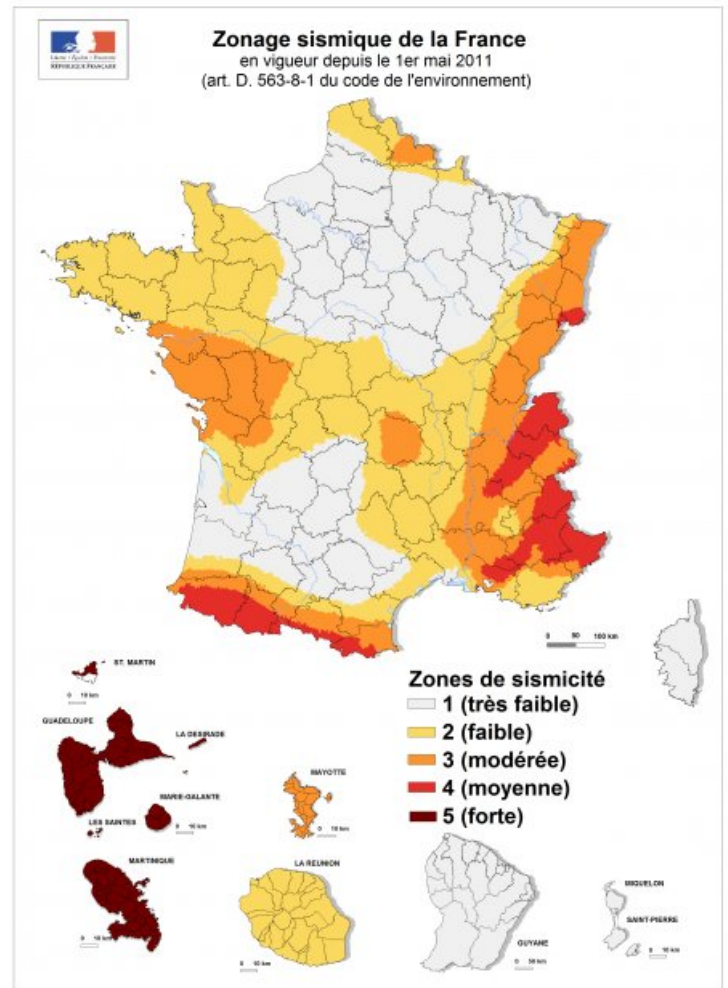 Liberté • Égalité • Fraternité
RÉPUBLIQUE FRANÇAISE
Zonage sismique de la France
en vigueur depuis le 1er mai 2011
(art. D. 563-8-1 du code de l'environnement)
0 50 100 km
ST. MARTIN
0 10 km
GUADELOUPE
LA DESIRADE
MARIE-GALANTE
LES SAINTES
0 10 km
MARTINIQUE
0 10 km
MAYOTTE
0 10 km
LA REUNION
0 10 km
Zones de sismicité
1 (très faible)
2 (faible)
3 (modérée)
4 (moyenne)
5 (forte)
GUYANE
0 50 km
MIQUELON
SAINT-PIERRE
0 10 km